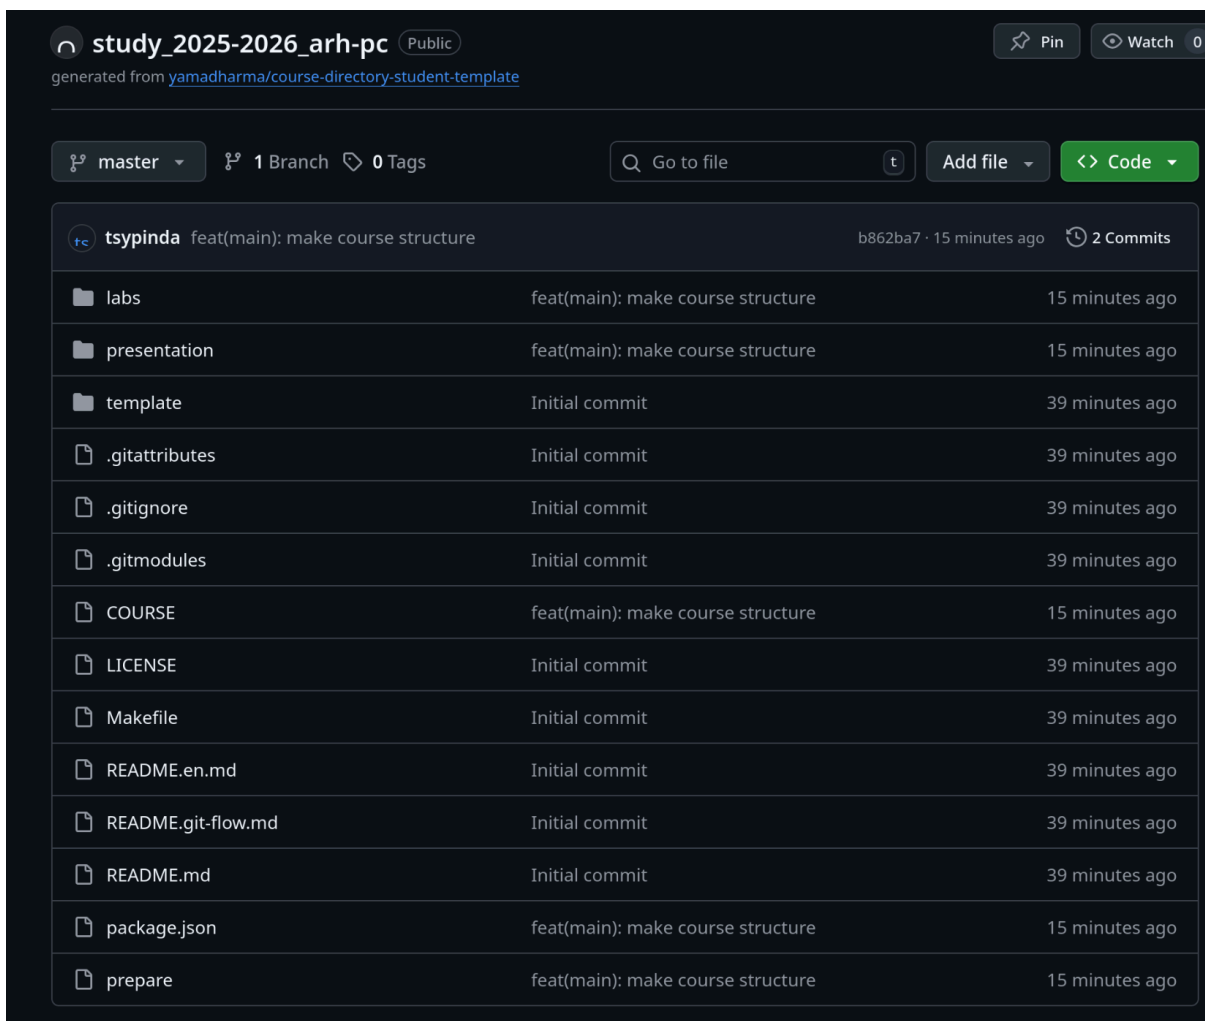 study_2025-2026_arh-pc Public Pin Watch 0
generated from yamadharma/course-directory-student-template
master 1 Branch 0 Tags Go to file t Add file Code
tc tsypinda feat(main): make course structure b862ba7 · 15 minutes ago 2 Commits
labs feat(main): make course structure 15 minutes ago
presentation feat(main): make course structure 15 minutes ago
template Initial commit 39 minutes ago
.gitattributes Initial commit 39 minutes ago
.gitignore Initial commit 39 minutes ago
.gitmodules Initial commit 39 minutes ago
COURSE feat(main): make course structure 15 minutes ago
LICENSE Initial commit 39 minutes ago
Makefile Initial commit 39 minutes ago
README.en.md Initial commit 39 minutes ago
README.git-flow.md Initial commit 39 minutes ago
README.md Initial commit 39 minutes ago
package.json feat(main): make course structure 15 minutes ago
prepare feat(main): make course structure 15 minutes ago